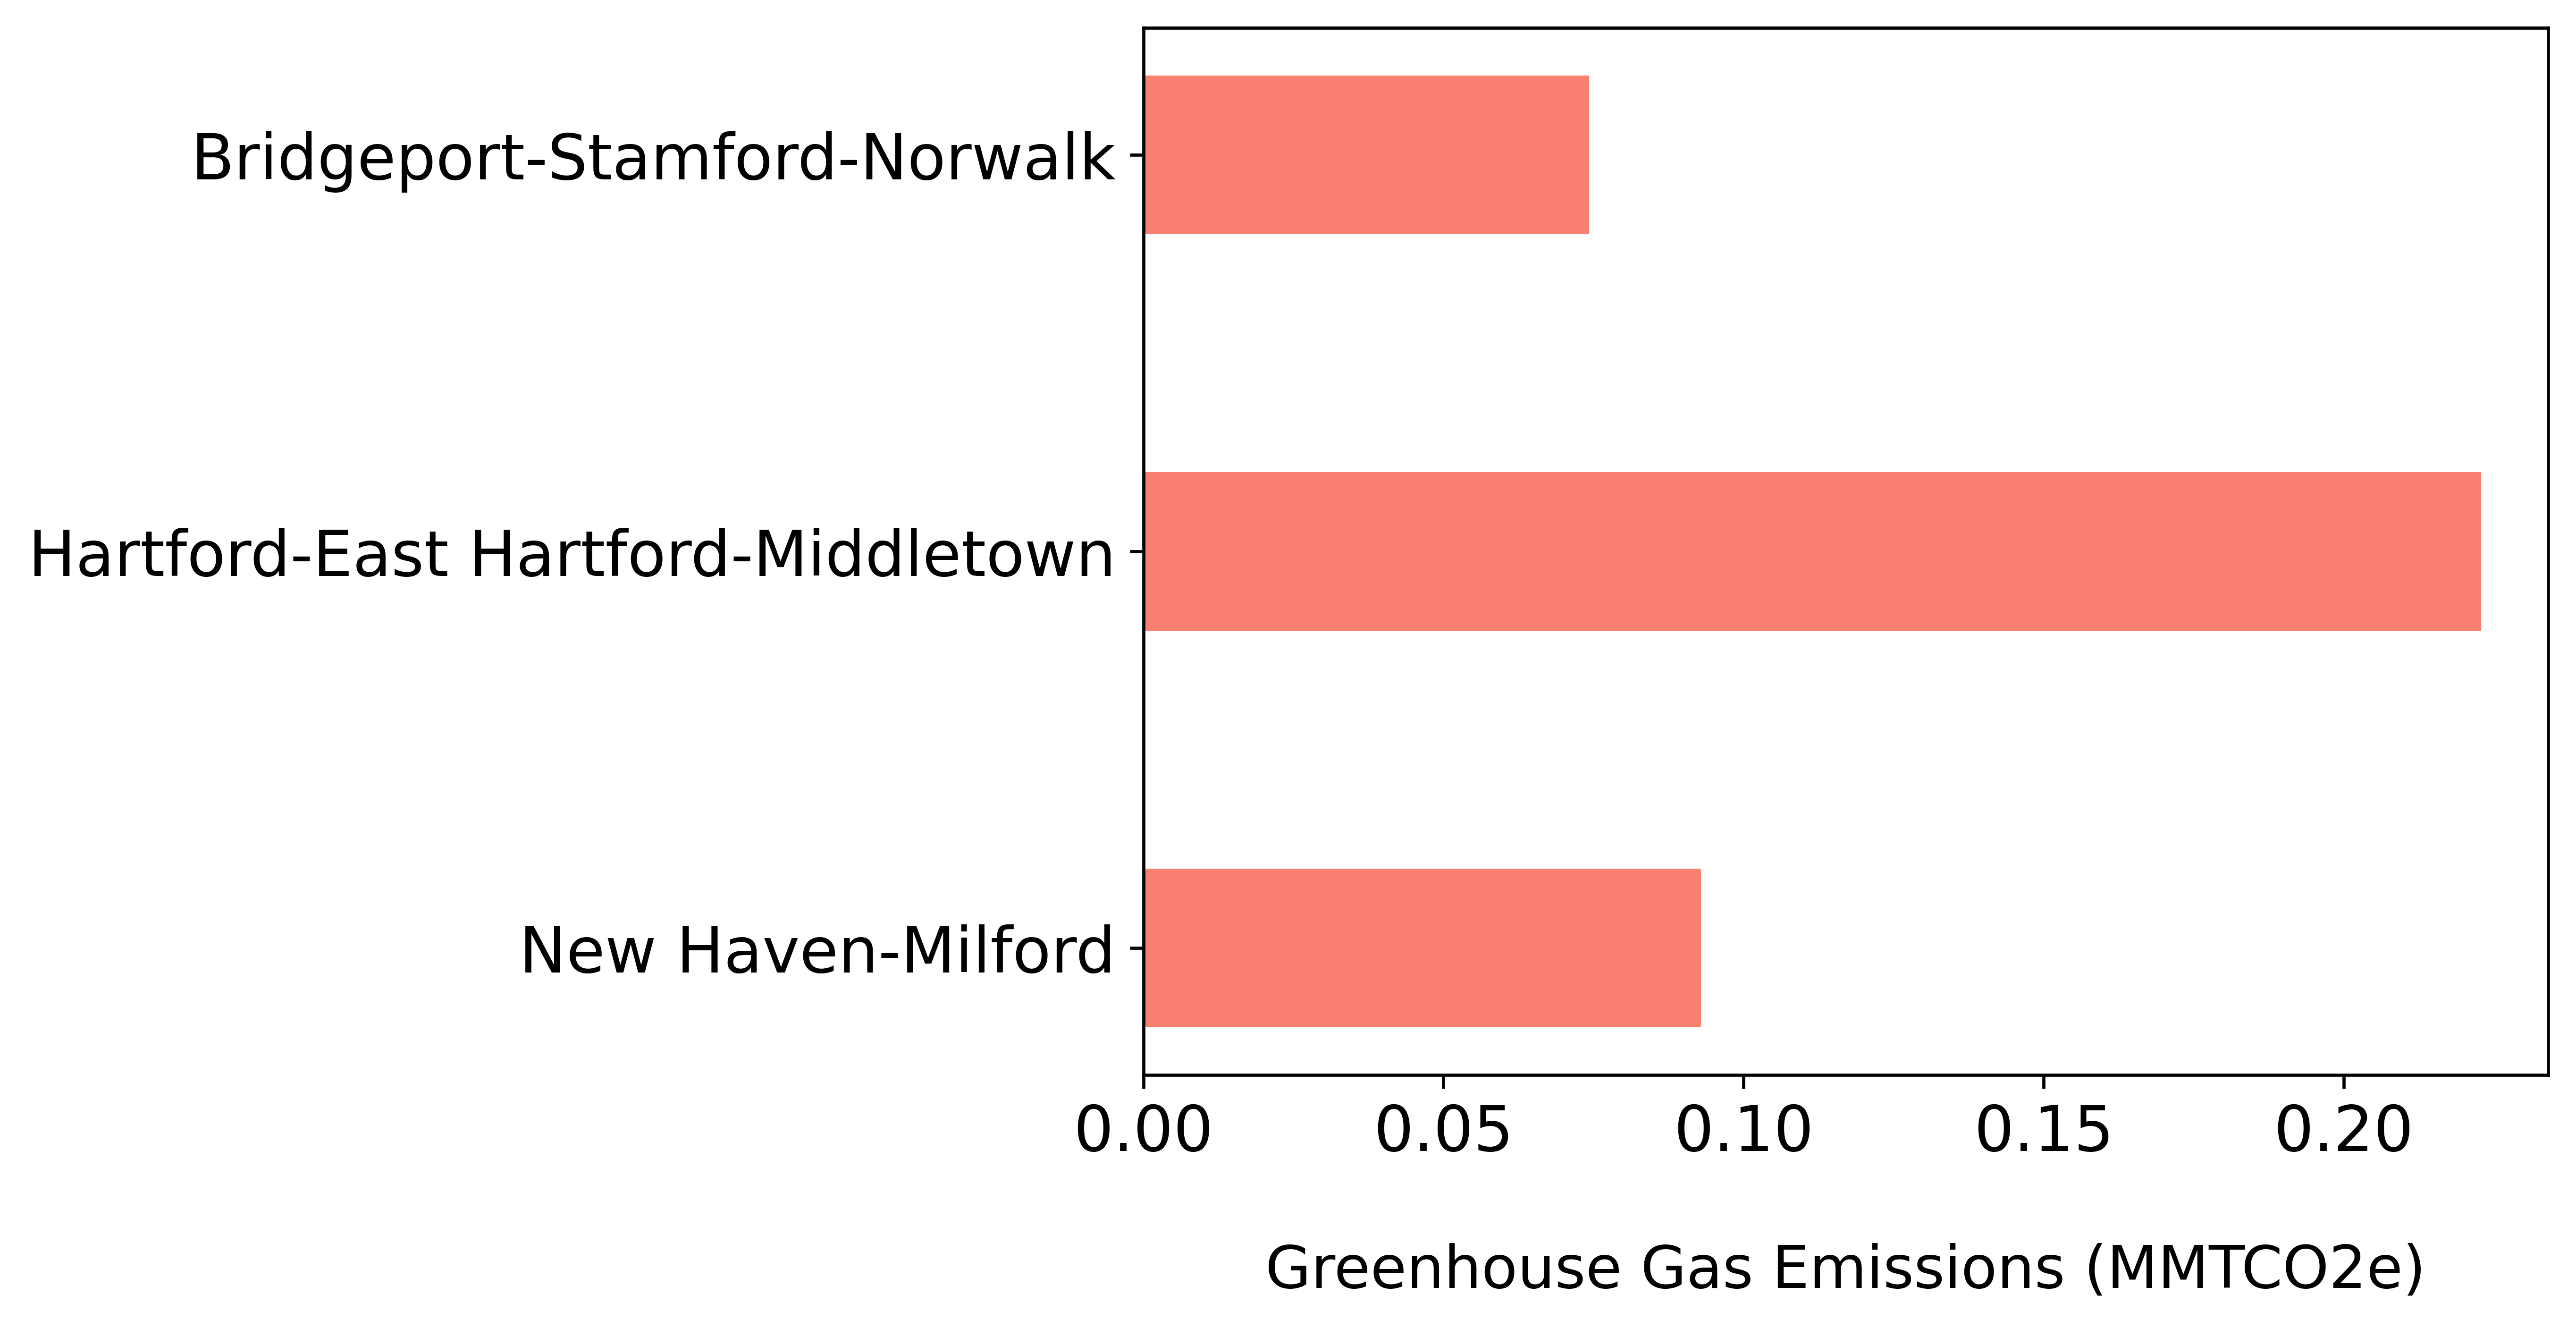 Bridgeport-Stamford-Norwalk
Hartford-East Hartford-Middletown
New Haven-Milford
0.00 0.05 0.10 0.15 0.20
Greenhouse Gas Emissions (MMTCO2e)